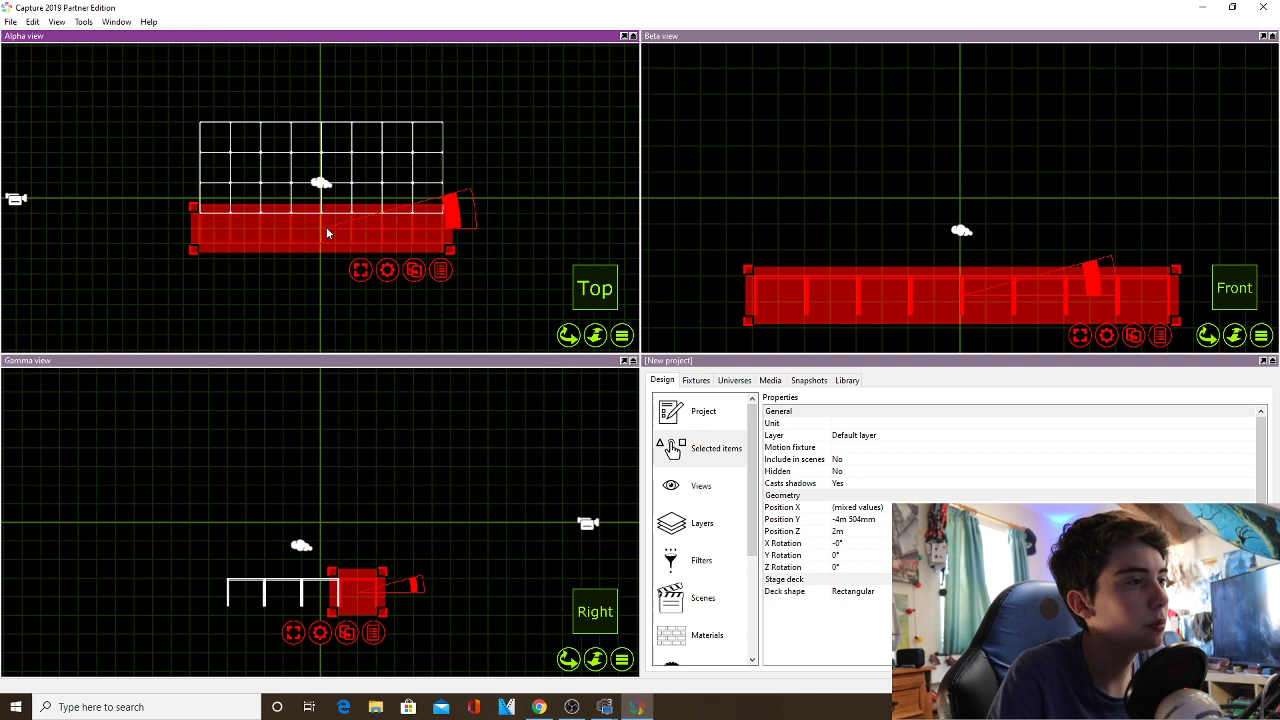 Capture 2019 Partner Edition
File Edit View Tools Window Help
Alpha view
Beta view
Top
Front
Gamma view
[New project]
Design Fixtures Universes Media Snapshots Library
Project
Selected items
Views
Layers
Filters
Scenes
Materials
Properties
General
Unit
Layer Default layer
Motion fixture
Include in scenes No
Hidden No
Casts shadows Yes
Geometry
Position X (mixed values)
Position Y -4m 504mm
Position Z 2m
X Rotation -0°
Y Rotation 0°
Z Rotation 0°
Stage deck
Deck shape Rectangular
Right
Type here to search